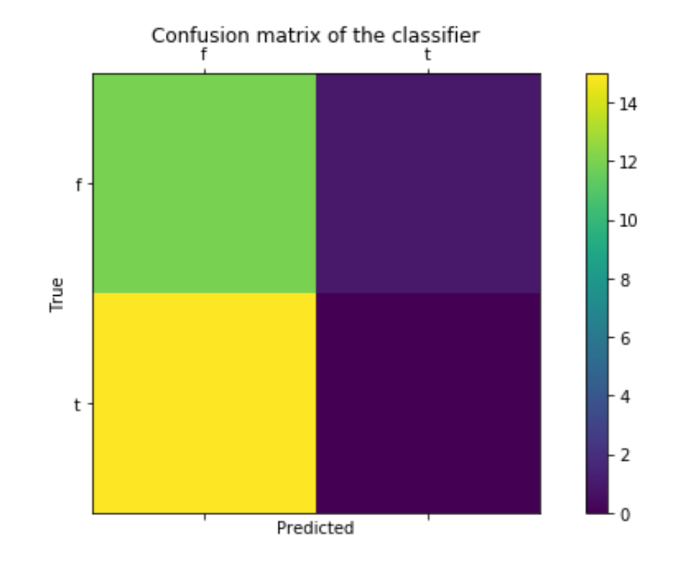 Confusion matrix of the classifier
f t
14
12
f
10
8
True
6
t
4
2
0
Predicted